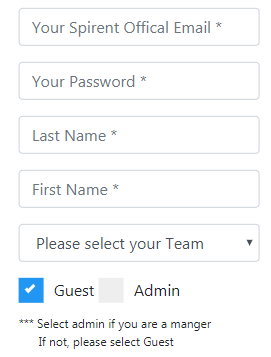 Your Spirent Offical Email *
Your Password *
Last Name *
First Name *
Please select your Team
Guest Admin
*** Select admin if you are a manger
If not, please select Guest